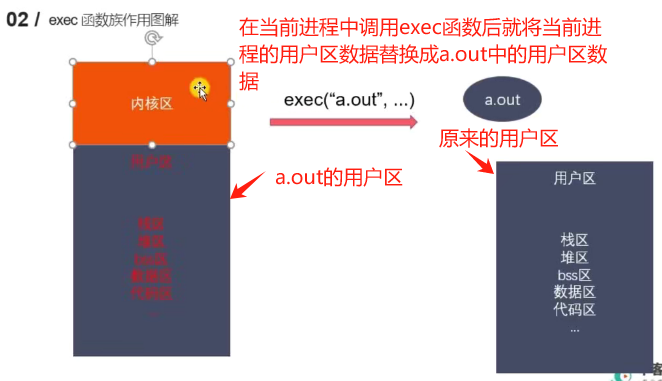 02 / exec 函数族作用图解
在当前进程中调用exec函数后就将当前进
程的用户区数据替换成a.out中的用户区数
据
内核区
exec(“a.out”, ...)
a.out
原来的用户区
用户区
a.out的用户区
栈区
堆区
bss区
数据区
代码区
...
用户区
栈区
堆区
bss区
数据区
代码区
...